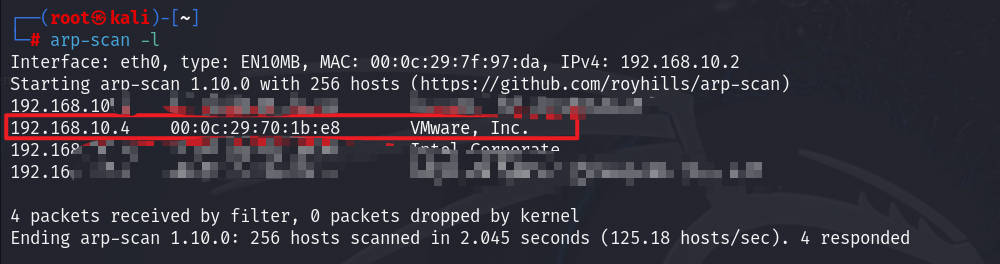 ┌──(root㉿kali)-[~]
└─# arp-scan -l
Interface: eth0, type: EN10MB, MAC: 00:0c:29:7f:97:da, IPv4: 192.168.10.2
Starting arp-scan 1.10.0 with 256 hosts (https://github.com/royhills/arp-scan)
192.168.10
192.168.10.4 00:0c:29:70:1b:e8 VMware, Inc.
192.168 Intel Corporate
192.16
4 packets received by filter, 0 packets dropped by kernel
Ending arp-scan 1.10.0: 256 hosts scanned in 2.045 seconds (125.18 hosts/sec). 4 responded